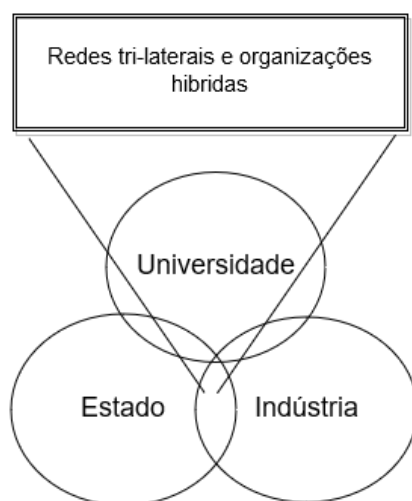 Redes tri-laterais e organizações
hibridas
Universidade
Estado
Indústria